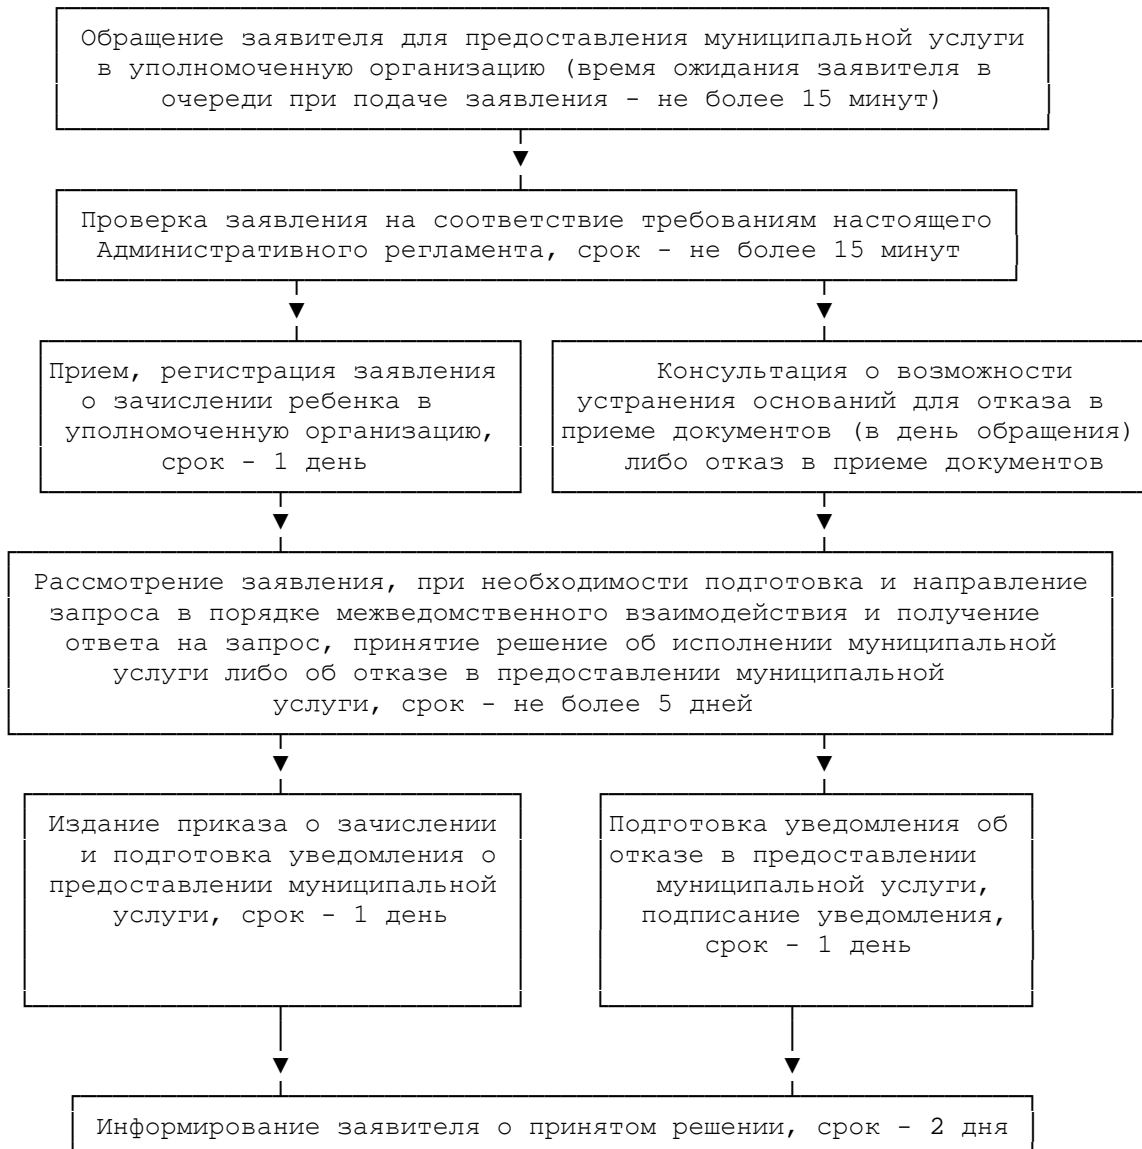 Обращение заявителя для предоставления муниципальной услуги
в уполномоченную организацию (время ожидания заявителя в
очереди при подаче заявления - не более 15 минут)
Проверка заявления на соответствие требованиям настоящего
Административного регламента, срок - не более 15 минут
Прием, регистрация заявления
о зачислении ребенка в
уполномоченную организацию,
срок - 1 день
Консультация о возможности
устранения оснований для отказа в
приеме документов (в день обращения)
либо отказ в приеме документов
Рассмотрение заявления, при необходимости подготовка и направление
запроса в порядке межведомственного взаимодействия и получение
ответа на запрос, принятие решение об исполнении муниципальной
услуги либо об отказе в предоставлении муниципальной
услуги, срок - не более 5 дней
Издание приказа о зачислении
и подготовка уведомления о
предоставлении муниципальной
услуги, срок - 1 день
Подготовка уведомления об
отказе в предоставлении
муниципальной услуги,
подписание уведомления,
срок - 1 день
Информирование заявителя о принятом решении, срок - 2 дня